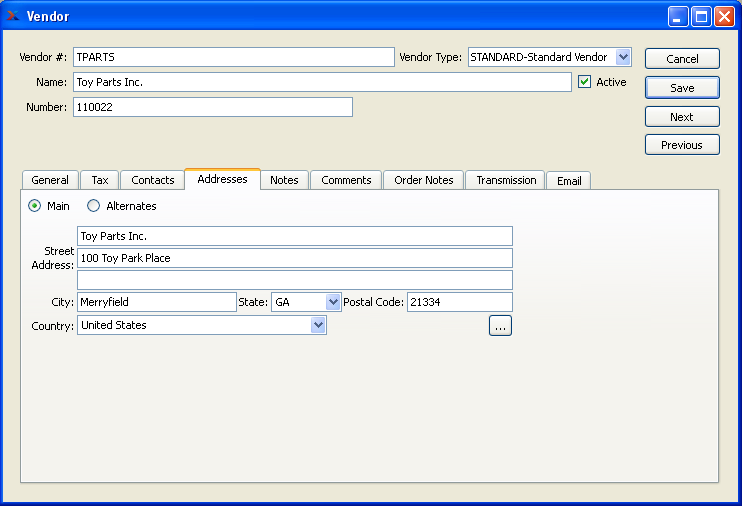 Vendor
Vendor #: TPARTS Vendor Type: STANDARD-Standard Vendor Cancel
Name: Toy Parts Inc. Active Save
Number: 110022 Next
Previous
General Tax Contacts Addresses Notes Comments Order Notes Transmission Email
Main Alternates
Toy Parts Inc.
Street Address: 100 Toy Park Place
City: Merryfield State: GA Postal Code: 21334
Country: United States ...